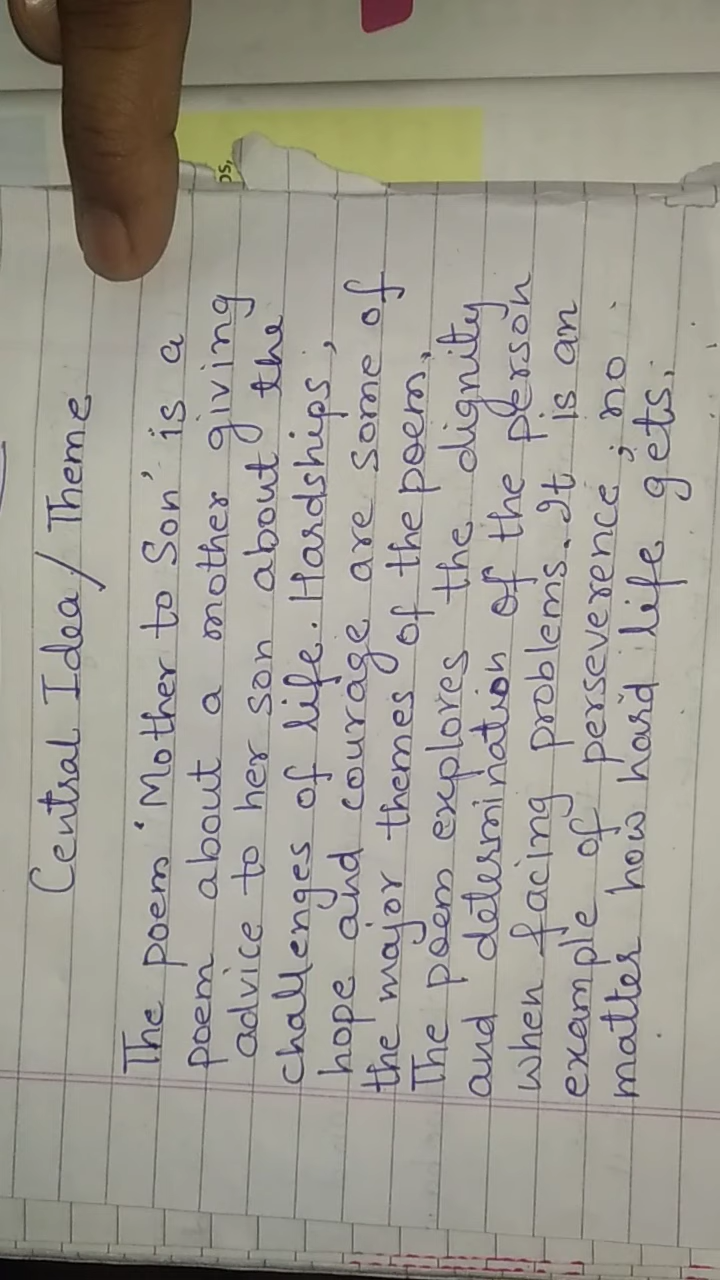 Central Idea / Theme
The poem 'Mother to Son' is a
poem about a mother giving
advice to her son about the
challenges of life. Hardships,
hope and courage are some of
the major themes of the poem,
The poem explores the dignity
and determination of the person
when facing problems. It is an
example of perseverence, no
matter how hard life gets.